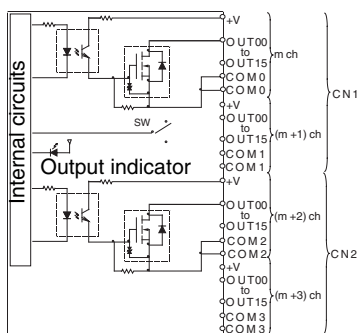 Internal circuits
+V
OUT00
to
OUT15
COM0
COM0
m ch
+V
OUT00
to
OUT15
COM1
COM1
(m +1) ch
CN1
SW
Output indicator
+V
OUT00
to
OUT15
COM2
COM2
(m +2) ch
+V
OUT00
to
OUT15
COM3
COM3
(m +3) ch
CN2